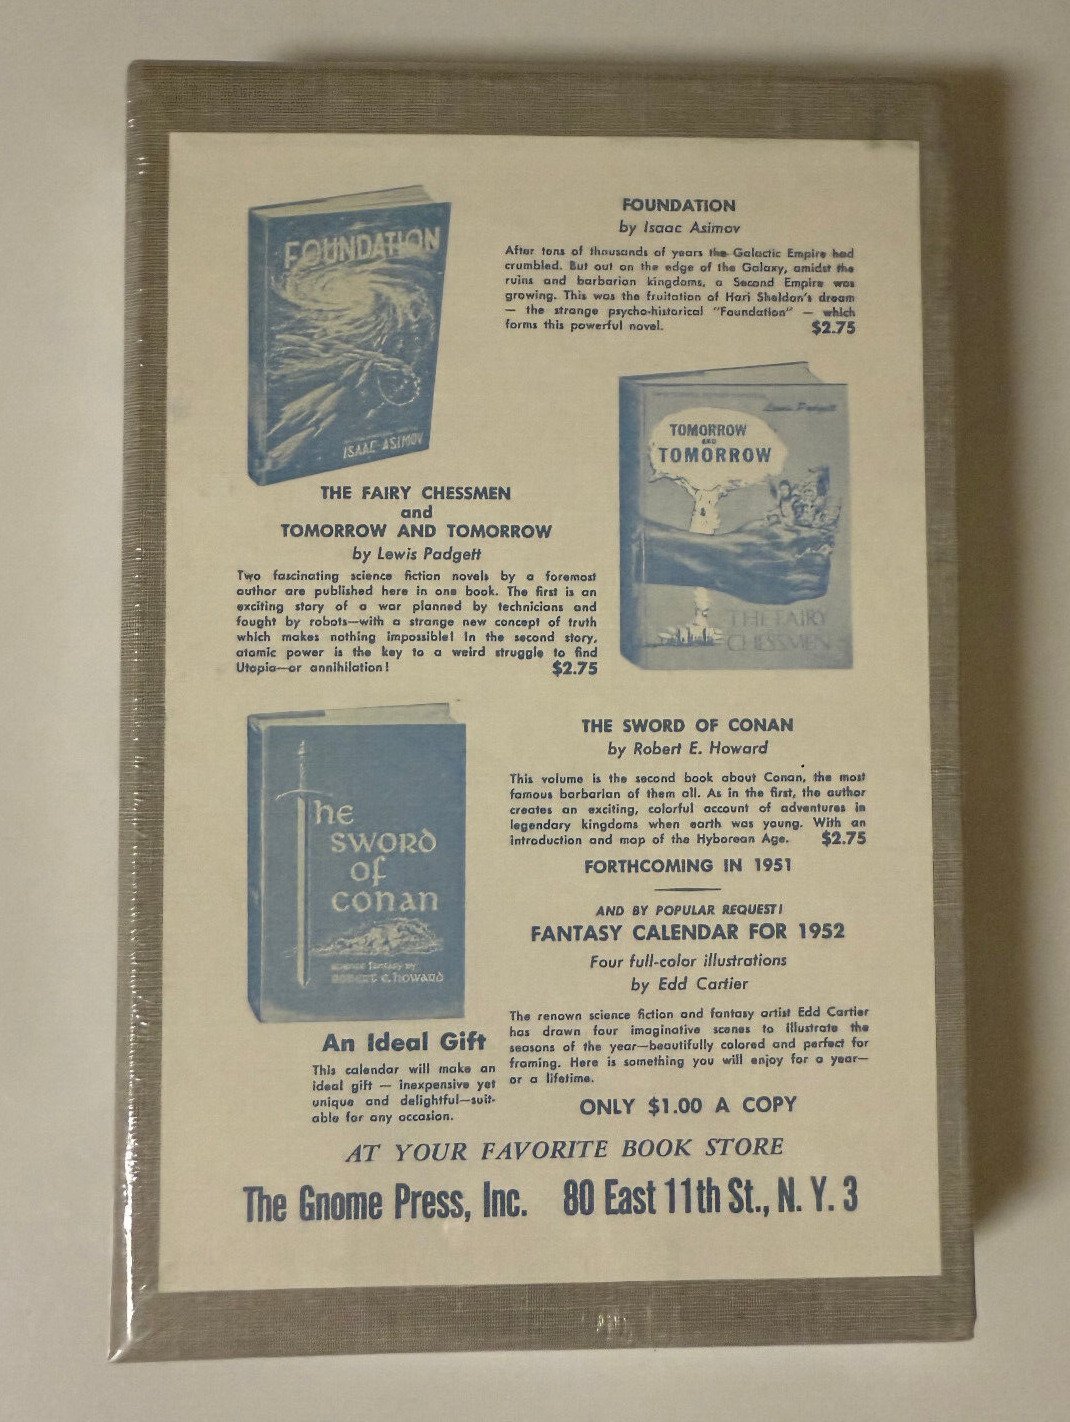 FOUNDATION
ISAAC ASIMOV
FOUNDATION
by Isaac Asimov
After tens of thousands of years the Galactic Empire had
crumbled. But out on the edge of the Galaxy, amidst the
ruins and barbarian kingdoms, a Second Empire was
growing. This was the fruitation of Hari Sheldon's dream
— the strange psycho-historical "Foundation" — which
forms this powerful novel. $2.75
Lewis Padgett
TOMORROW
AND
TOMORROW
THE FAIRY
CHESSMEN
THE FAIRY CHESSMEN
and
TOMORROW AND TOMORROW
by Lewis Padgett
Two fascinating science fiction novels by a foremost
author are published here in one book. The first is an
exciting story of a war planned by technicians and
fought by robots—with a strange new concept of truth
which makes nothing impossible! In the second story,
atomic power is the key to a weird struggle to find
Utopia—or annihilation! $2.75
The
SWORD
of
CONAN
science fantasy by
ROBERT E. HOWARD
THE SWORD OF CONAN
by Robert E. Howard
This volume is the second book about Conan, the most
famous barbarian of them all. As in the first, the author
creates an exciting, colorful account of adventures in
legendary kingdoms when earth was young. With an
introduction and map of the Hyborean Age. $2.75
FORTHCOMING IN 1951
AND BY POPULAR REQUEST!
FANTASY CALENDAR FOR 1952
Four full-color illustrations
by Edd Cartier
The renown science fiction and fantasy artist Edd Cartier
has drawn four imaginative scenes to illustrate the
seasons of the year—beautifully colored and perfect for
framing. Here is something you will enjoy for a year—
or a lifetime.
ONLY $1.00 A COPY
An Ideal Gift
This calendar will make an
ideal gift — inexpensive yet
unique and delightful—suit-
able for any occasion.
AT YOUR FAVORITE BOOK STORE
The Gnome Press, Inc. 80 East 11th St., N. Y. 3